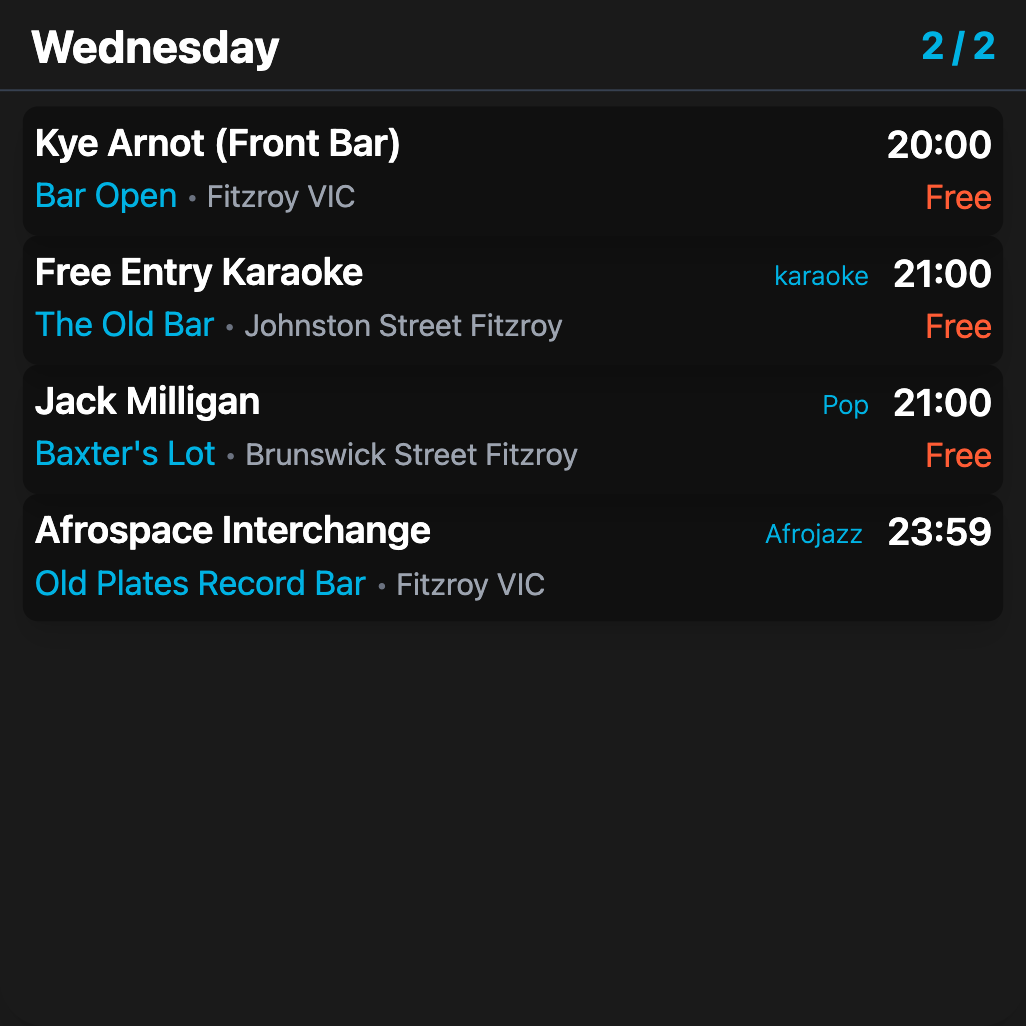 Wednesday 2 / 2
Kye Arnot (Front Bar) 20:00
Bar Open • Fitzroy VIC Free
Free Entry Karaoke karaoke 21:00
The Old Bar • Johnston Street Fitzroy Free
Jack Milligan Pop 21:00
Baxter's Lot • Brunswick Street Fitzroy Free
Afrospace Interchange Afrojazz 23:59
Old Plates Record Bar • Fitzroy VIC